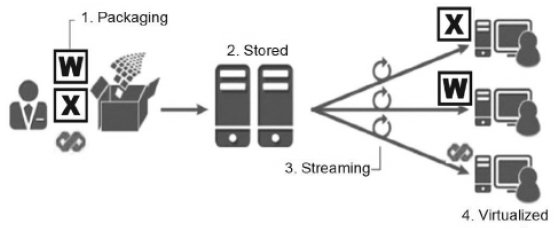 1. Packaging
W
X
2. Stored
X
W
3. Streaming
4. Virtualized